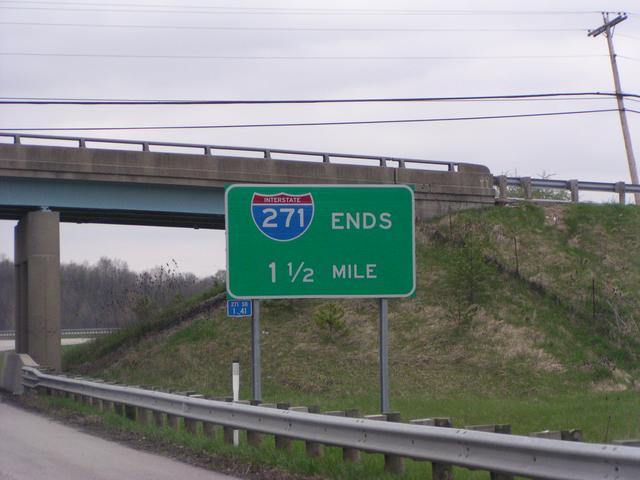 INTERSTATE
271 ENDS
1 1/2 MILE
271 SB
1 .41